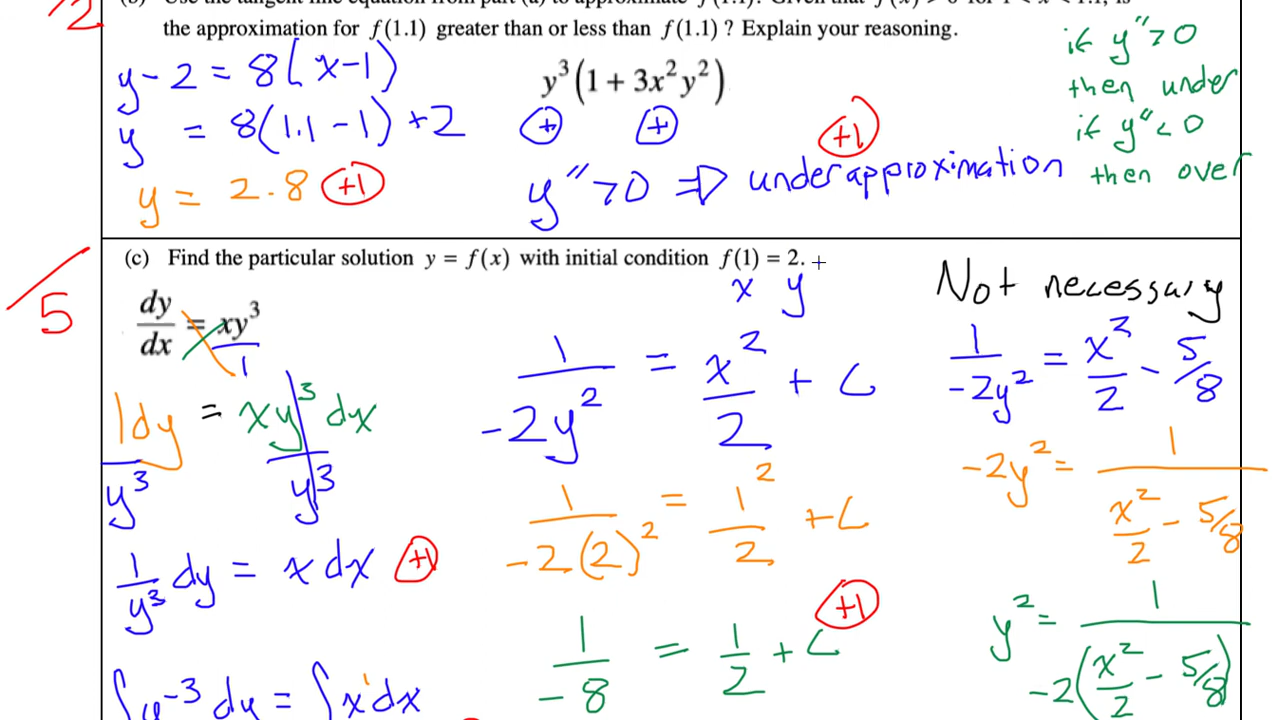 the approximation for f(1.1) greater than or less than f(1.1) ? Explain your reasoning.
2
y - 2 = 8(x-1)
y = 8(1.1 - 1) + 2
y = 2.8 +1
y³(1 + 3x²y²)
+ +
y″ > 0 ⇒ underapproximation
+1
if y″ > 0
then under
if y″ < 0
then over
5
(c) Find the particular solution y = f(x) with initial condition f(1) = 2.
x y
dy/dx = xy³/1
1dy/y³ = xy³dx/y³
1/y³ dy = x dx +1
∫y⁻³ dy = ∫x¹dx
1/-2y² = x²/2 + C
1/-2(2)² = 1²/2 + C
1/-8 = 1/2 + C +1
Not necessary
1/-2y² = x²/2 - 5/8
-2y² = 1/(x²/2 - 5/8)
y² = 1/-2(x²/2 - 5/8)